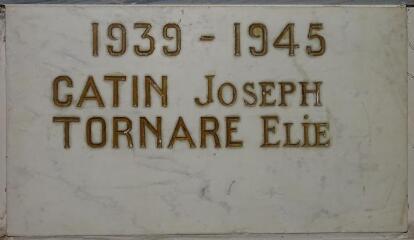 1939 - 1945
CATIN JOSEPH
TORNARE ELiE